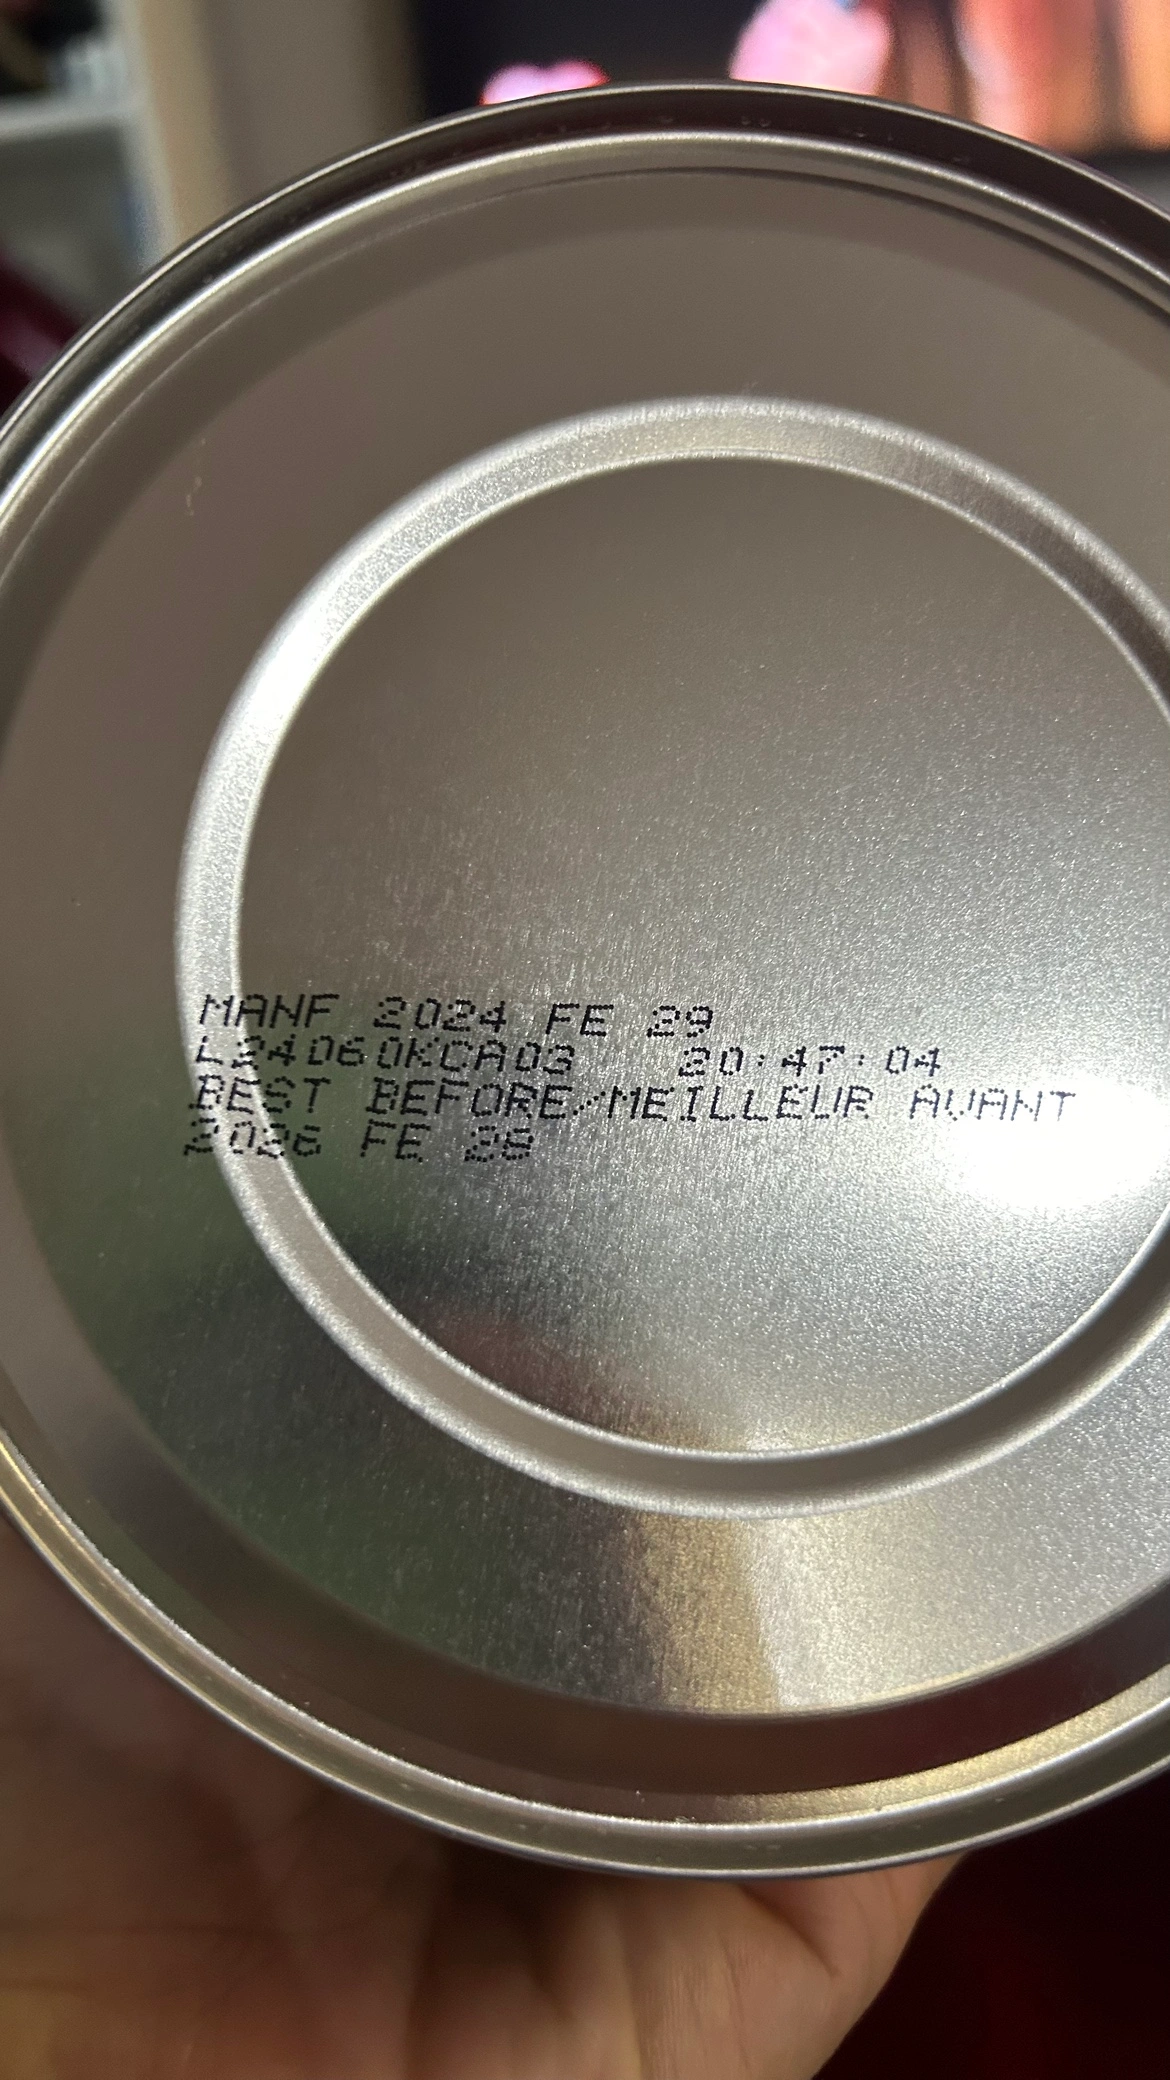 MANF 2024 FE 29
L24060KCA03 20:47:04
BEST BEFORE/MEILLEUR AVANT
2026 FE 28